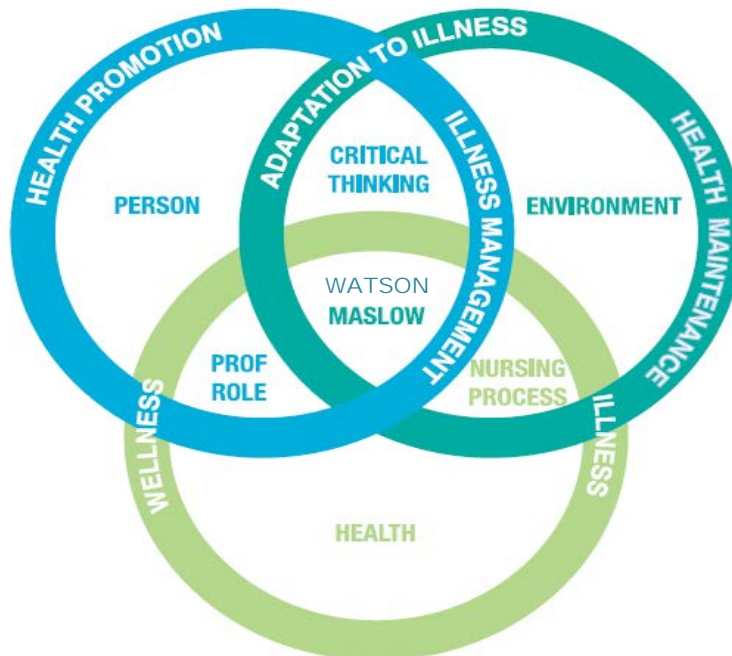 HEALTH PROMOTION
ADAPTATION TO ILLNESS
ILLNESS MANAGEMENT
HEALTH MAINTENANCE
CRITICAL
THINKING
PERSON
ENVIRONMENT
WATSON
MASLOW
PROF
ROLE
NURSING
PROCESS
WELLNESS
ILLNESS
HEALTH